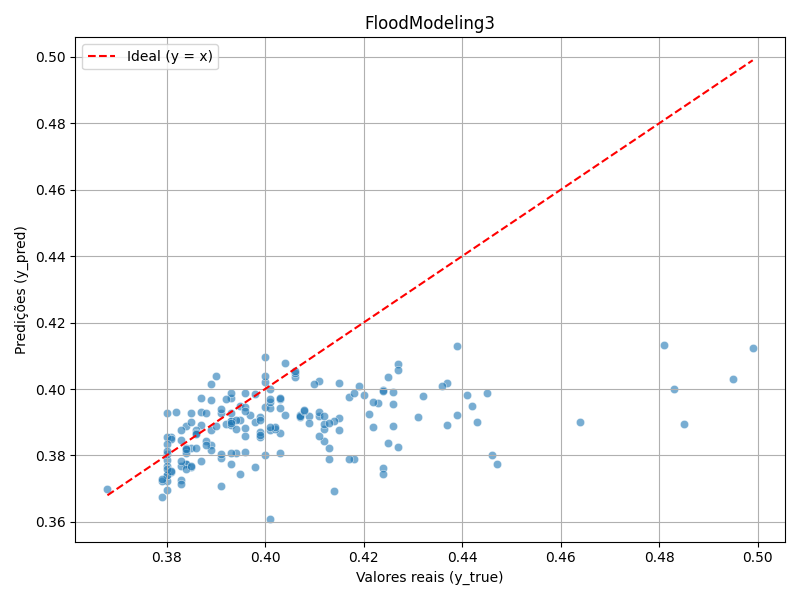 FloodModeling3
Ideal (y = x)
Predições (y_pred)
0.50
0.48
0.46
0.44
0.42
0.40
0.38
0.36
0.38 0.40 0.42 0.44 0.46 0.48 0.50
Valores reais (y_true)